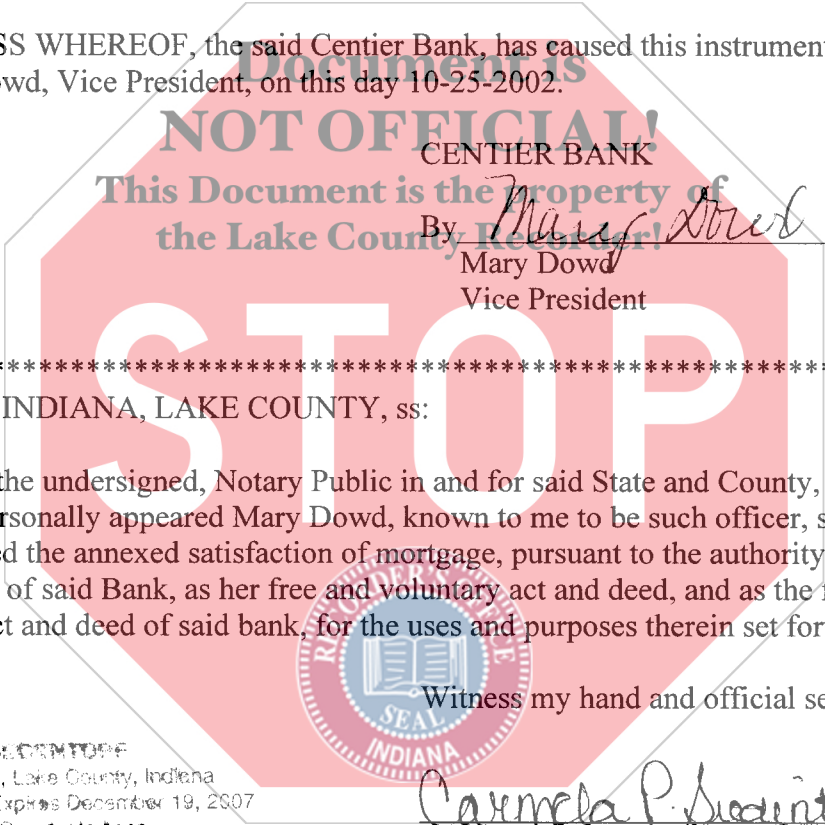 SS WHEREOF, the said Centier Bank, has caused this instrument
Document is
owd, Vice President, on this day 10-25-2002.
NOT OFFICIAL!
CENTIER BANK
This Document is the property of
the Lake County Recorder!
By Mary Dowd
Mary Dowd
Vice President
STOP
************************************************************
INDIANA, LAKE COUNTY, ss:
the undersigned, Notary Public in and for said State and County,
rsonally appeared Mary Dowd, known to me to be such officer, s
ed the annexed satisfaction of mortgage, pursuant to the authority
of said Bank, as her free and voluntary act and deed, and as the
ct and deed of said bank, for the uses and purposes therein set for
RECORDER'S OFFICE
SEAL
INDIANA
Witness my hand and official se
, Lake County, Indiana
xpires December 19, 2007
Carmela P.